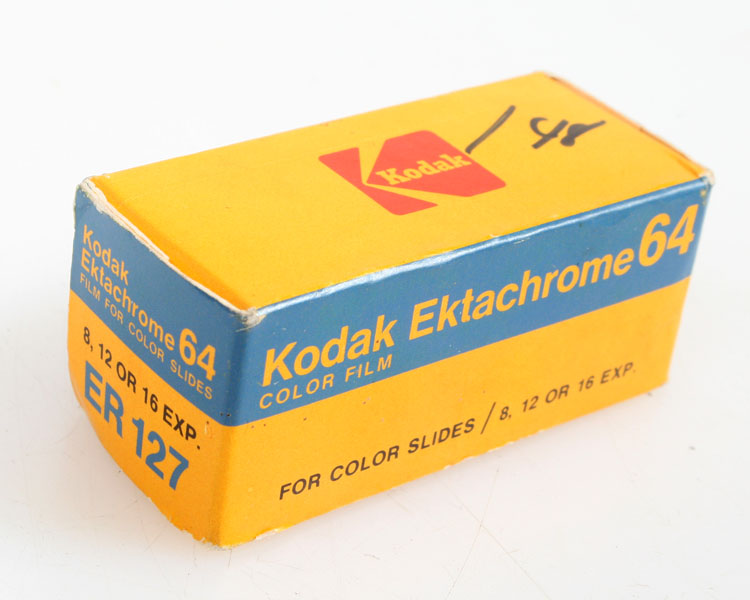 Kodak
/ 48
Kodak
Ektachrome 64
FILM FOR COLOR SLIDES
8, 12 OR 16 EXP.
ER 127
Kodak Ektachrome 64
COLOR FILM
FOR COLOR SLIDES / 8, 12 OR 16 EXP.